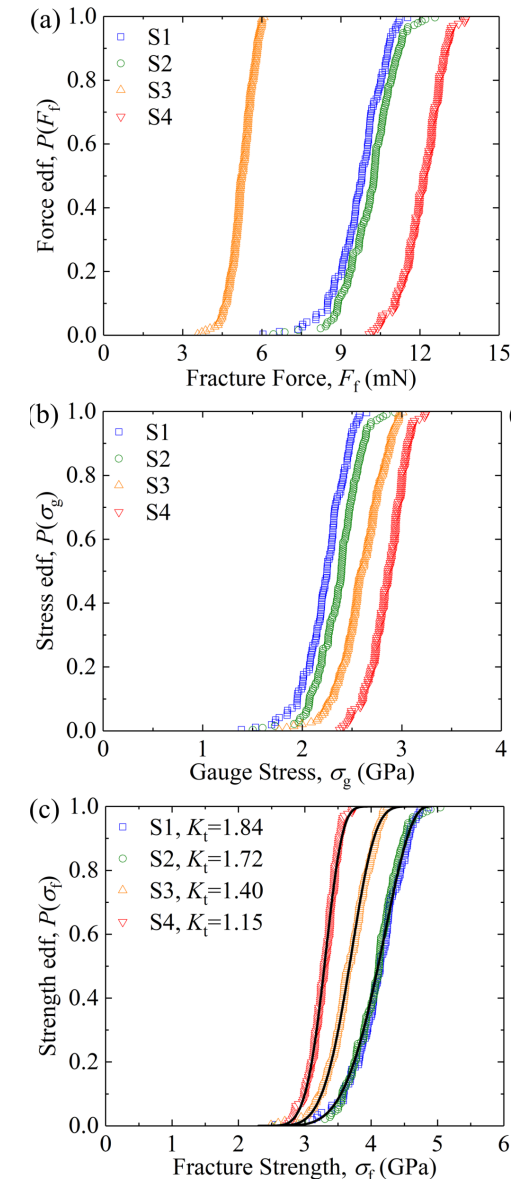 (a)
1.0
0.8
0.6
0.4
0.2
0.0
Force edf, P(Ff)
S1
S2
S3
S4
0 3 6 9 12 15
Fracture Force, Ff (mN)
(b)
1.0
0.8
0.6
0.4
0.2
0.0
Stress edf, P(σg)
S1
S2
S3
S4
0 1 2 3 4
Gauge Stress, σg (GPa)
(c)
1.0
0.8
0.6
0.4
0.2
0.0
Strength edf, P(σf)
S1, Kt=1.84
S2, Kt=1.72
S3, Kt=1.40
S4, Kt=1.15
0 1 2 3 4 5 6
Fracture Strength, σf (GPa)